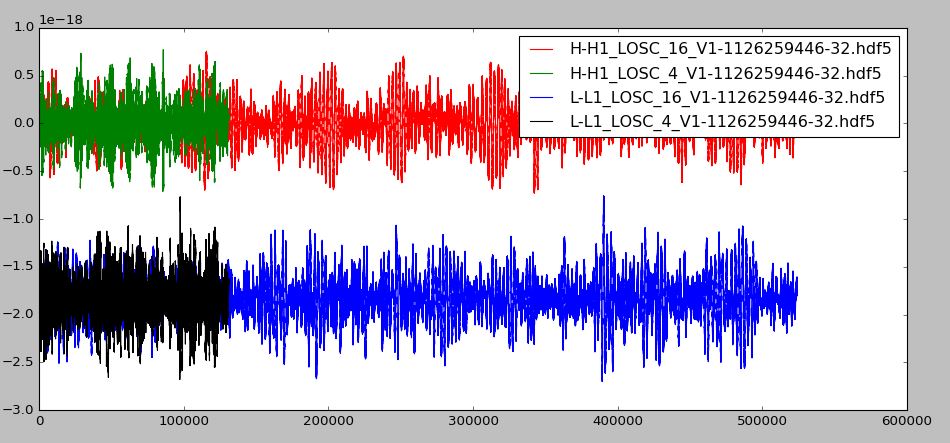 1e−18
1.0
0.5
0.0
−0.5
−1.0
−1.5
−2.0
−2.5
−3.0
H-H1_LOSC_16_V1-1126259446-32.hdf5
H-H1_LOSC_4_V1-1126259446-32.hdf5
L-L1_LOSC_16_V1-1126259446-32.hdf5
L-L1_LOSC_4_V1-1126259446-32.hdf5
0 100000 200000 300000 400000 500000 600000